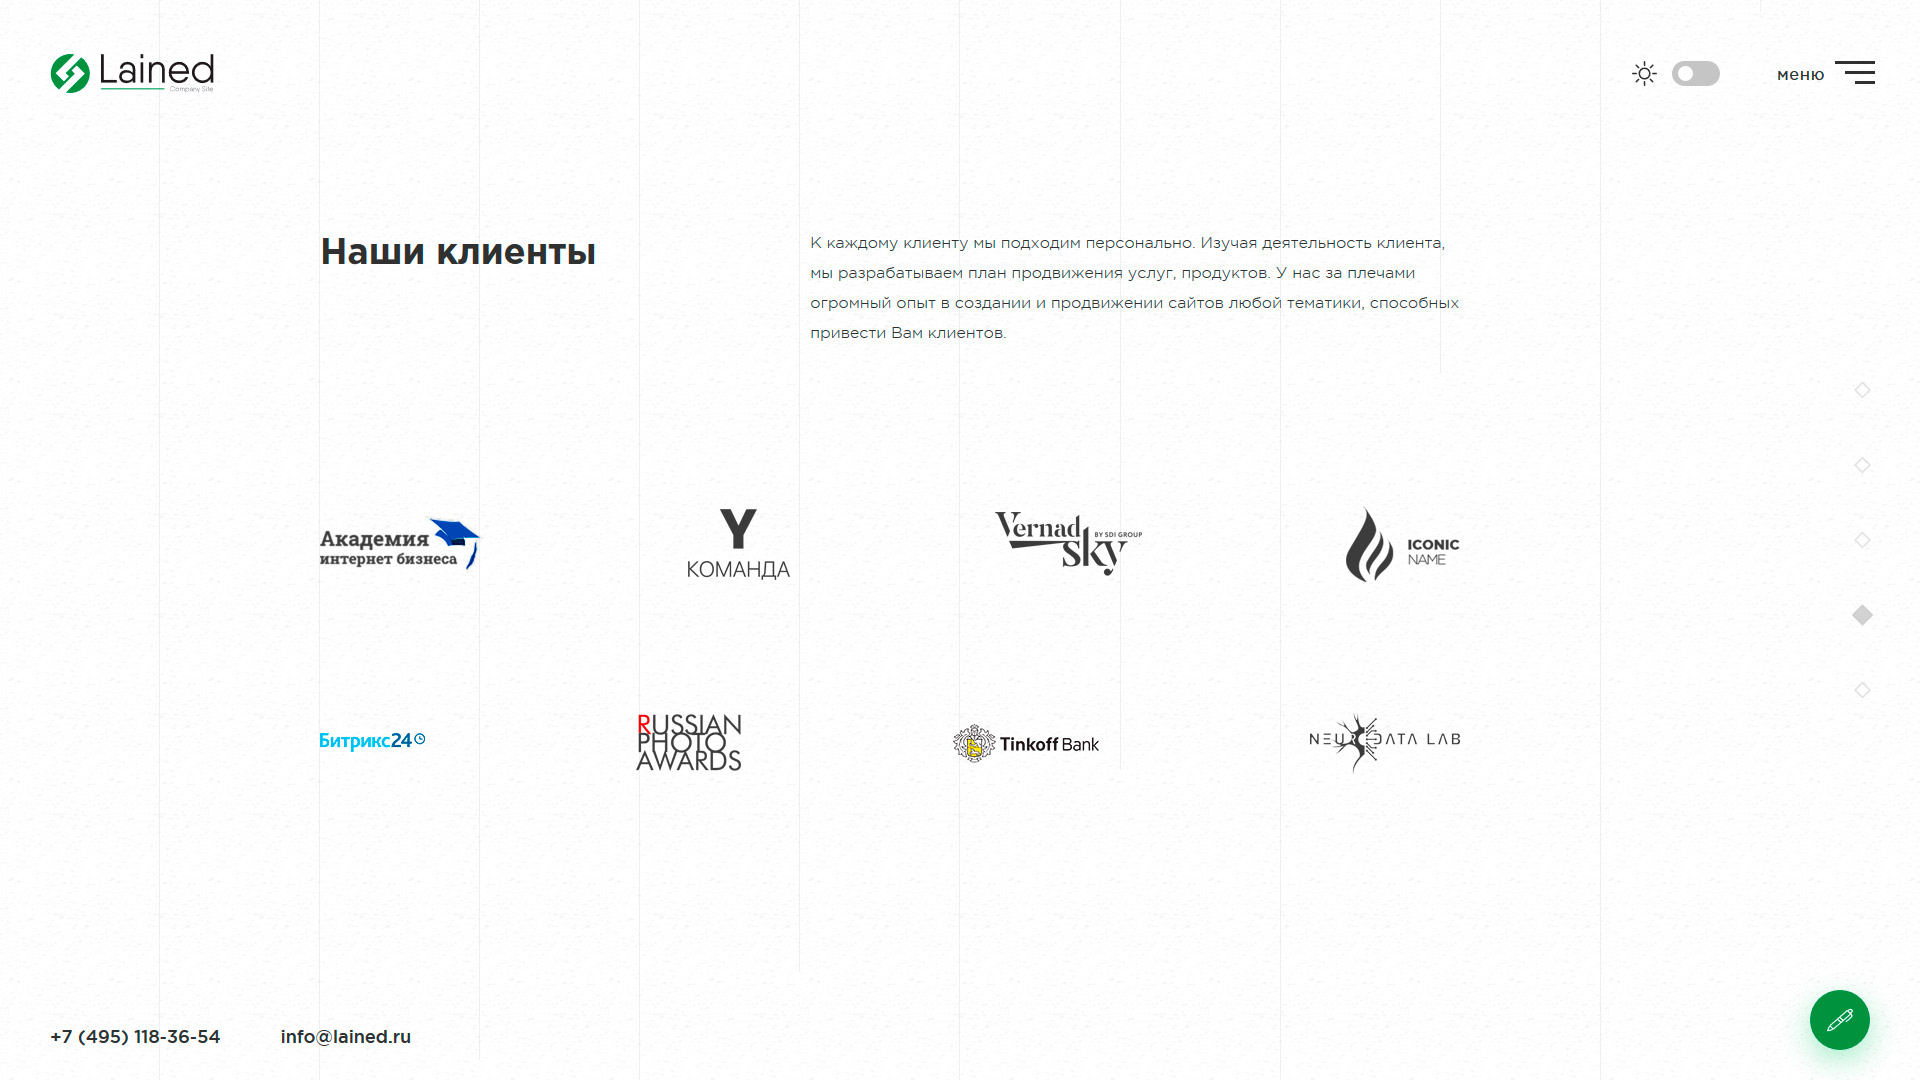 Lained
Company Site
меню
Наши клиенты
К каждому клиенту мы подходим персонально. Изучая деятельность клиента,
мы разрабатываем план продвижения услуг, продуктов. У нас за плечами
огромный опыт в создании и продвижении сайтов любой тематики, способных
привести Вам клиентов.
Академия
интернет бизнеса
Y
КОМАНДА
Vernad
sky
BY SDI GROUP
ICONIC
NAME
Битрикс24
RUSSIAN
PHOTO
AWARDS
Tinkoff Bank
NEURODATA LAB
+7 (495) 118-36-54
info@lained.ru